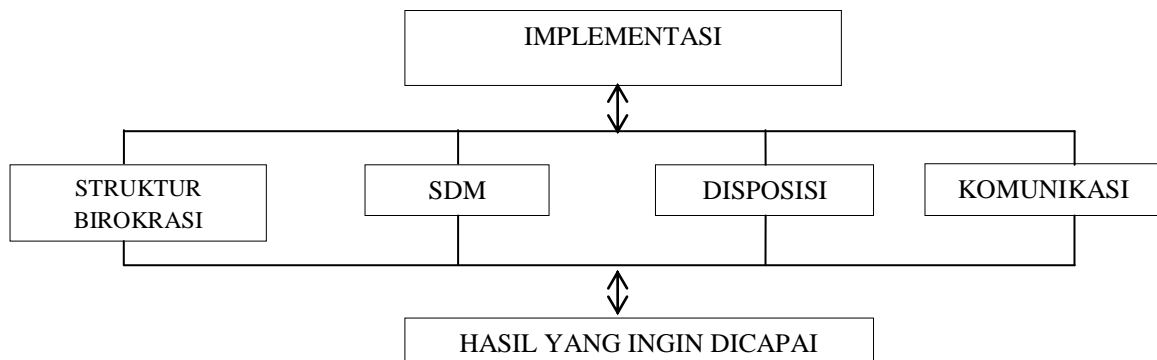 IMPLEMENTASI
STRUKTUR
BIROKRASI
SDM
DISPOSISI
KOMUNIKASI
HASIL YANG INGIN DICAPAI